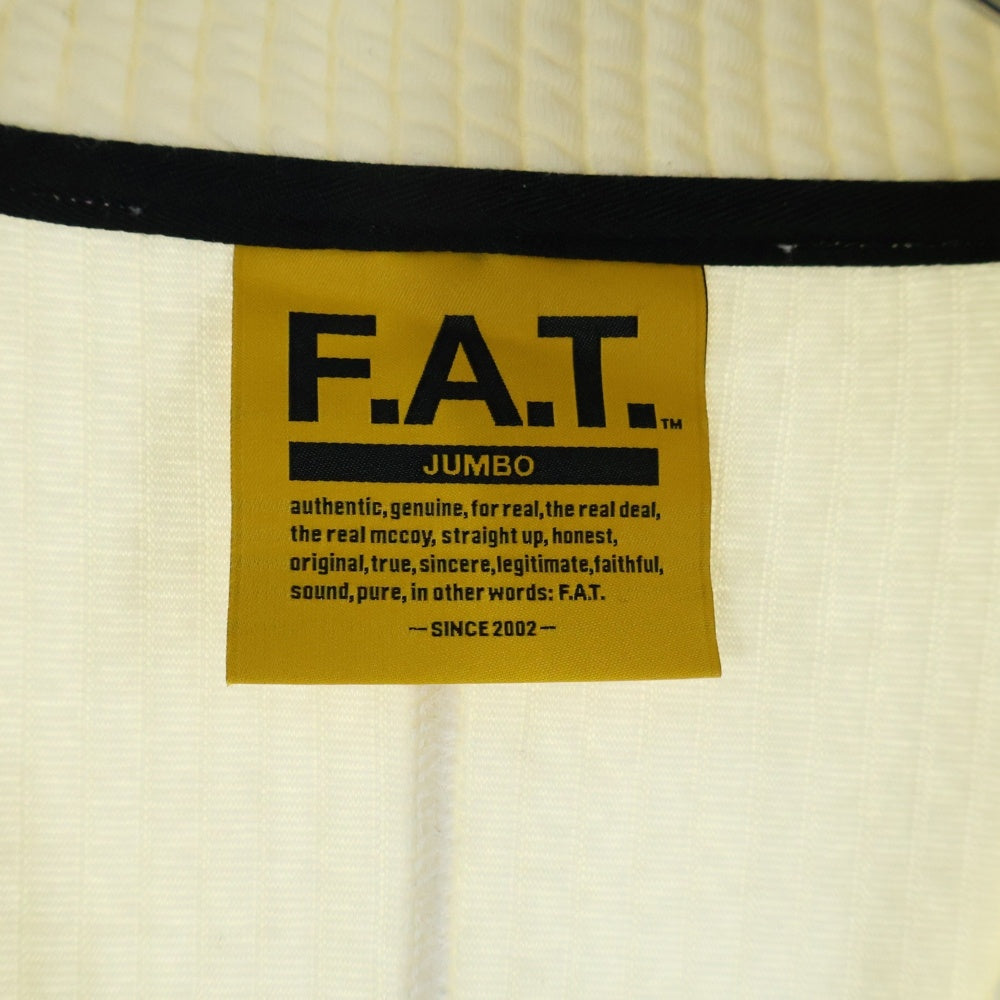 F.A.T.™
JUMBO
authentic, genuine, for real, the real deal,
the real mccoy, straight up, honest,
original, true, sincere, legitimate, faithful,
sound, pure, in other words: F.A.T.
—SINCE 2002—